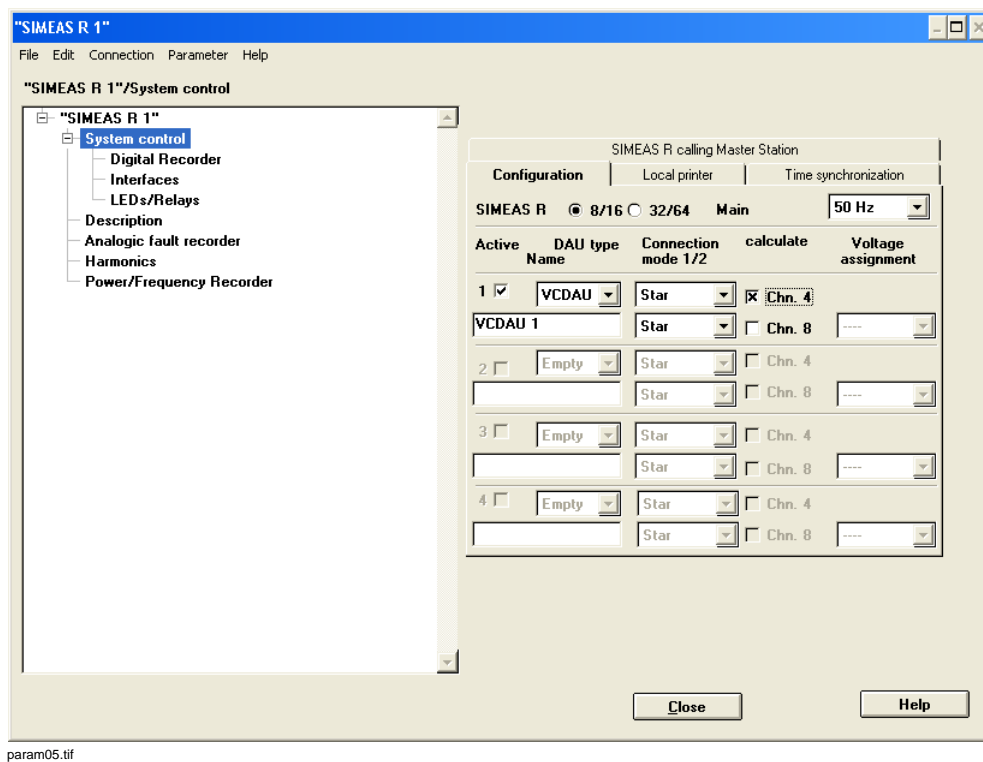 "SIMEAS R 1"
File Edit Connection Parameter Help
"SIMEAS R 1"/System control
"SIMEAS R 1"
System control
Digital Recorder
Interfaces
LEDs/Relays
Description
Analogic fault recorder
Harmonics
Power/Frequency Recorder
SIMEAS R calling Master Station
Configuration Local printer Time synchronization
SIMEAS R 8/16 32/64 Main 50 Hz
Active DAU type Connection calculate Voltage
Name mode 1/2 assignment
1 VCDAU Star Chn. 4
VCDAU 1 Star Chn. 8 ----
2 Empty Star Chn. 4
Star Chn. 8 ----
3 Empty Star Chn. 4
Star Chn. 8 ----
4 Empty Star Chn. 4
Star Chn. 8 ----
Close Help
param05.tif